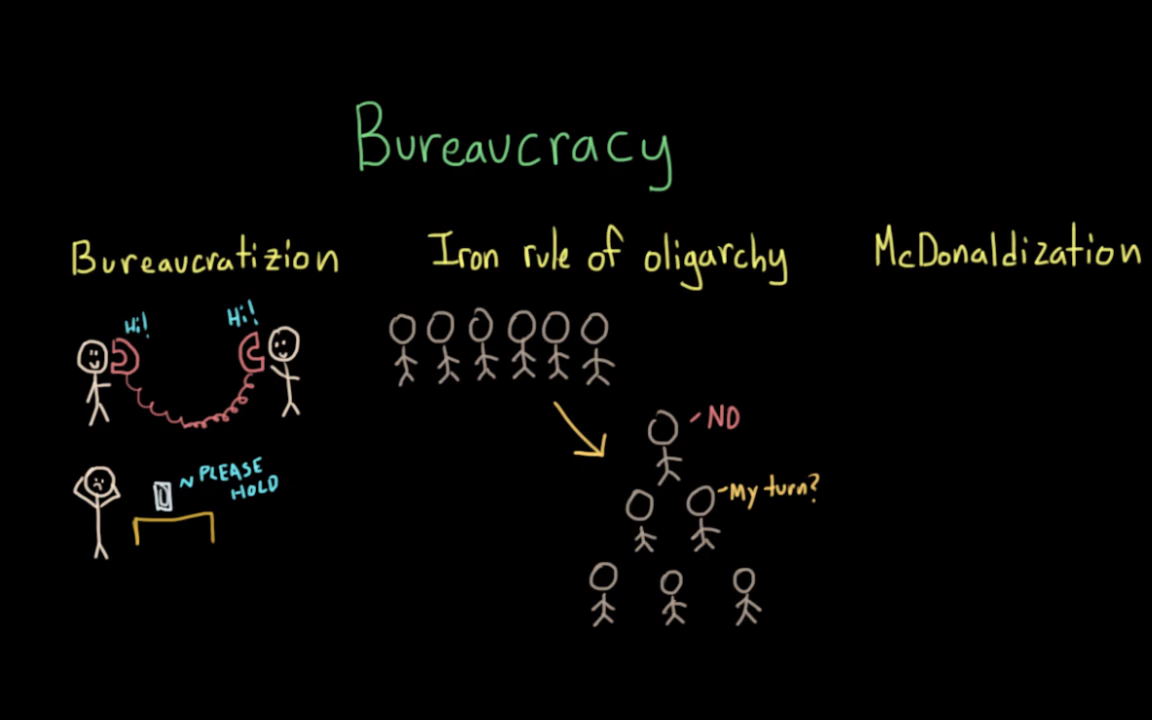 Bureaucracy
Bureaucratizion
Iron rule of oligarchy
McDonaldization
Hi!
Hi!
PLEASE
HOLD
NO
My turn?